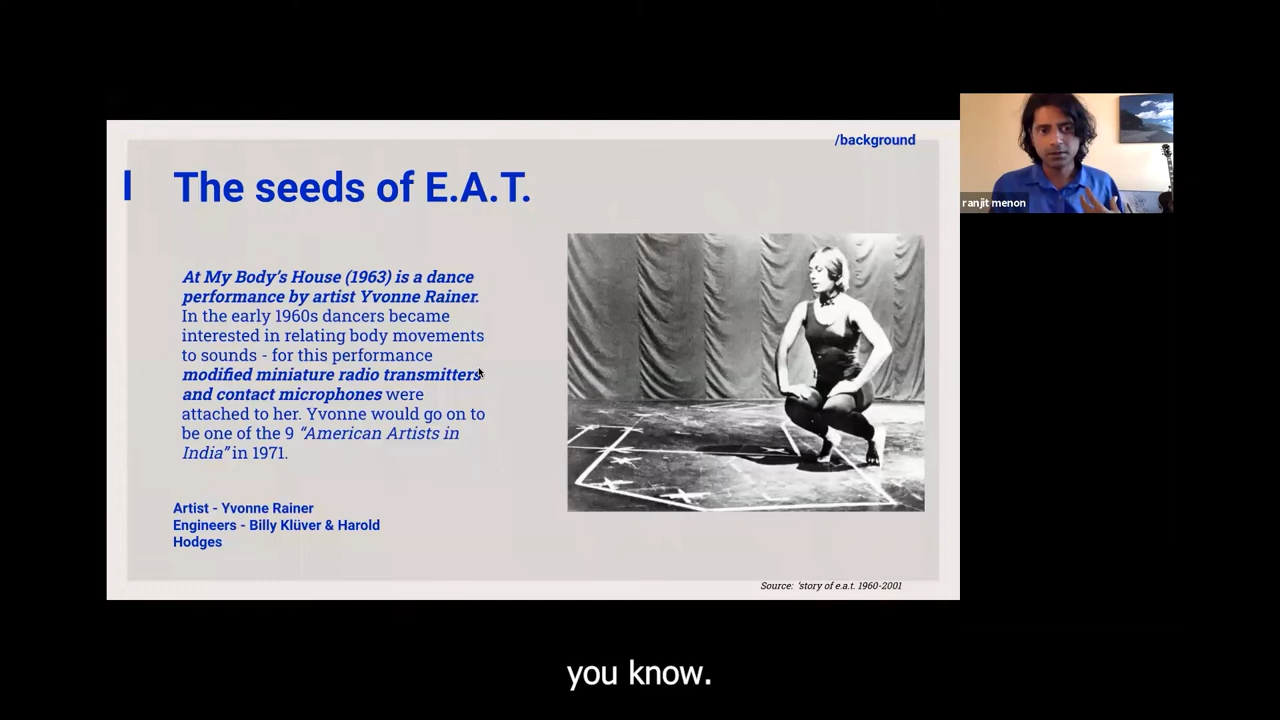 /background
The seeds of E.A.T.
At My Body’s House (1963) is a dance
performance by artist Yvonne Rainer.
In the early 1960s dancers became
interested in relating body movements
to sounds - for this performance
modified miniature radio transmitters
and contact microphones were
attached to her. Yvonne would go on to
be one of the 9 “American Artists in
India” in 1971.
Artist - Yvonne Rainer
Engineers - Billy Klüver & Harold
Hodges
Source: 'story of e.a.t. 1960-2001
ranjit menon
you know.